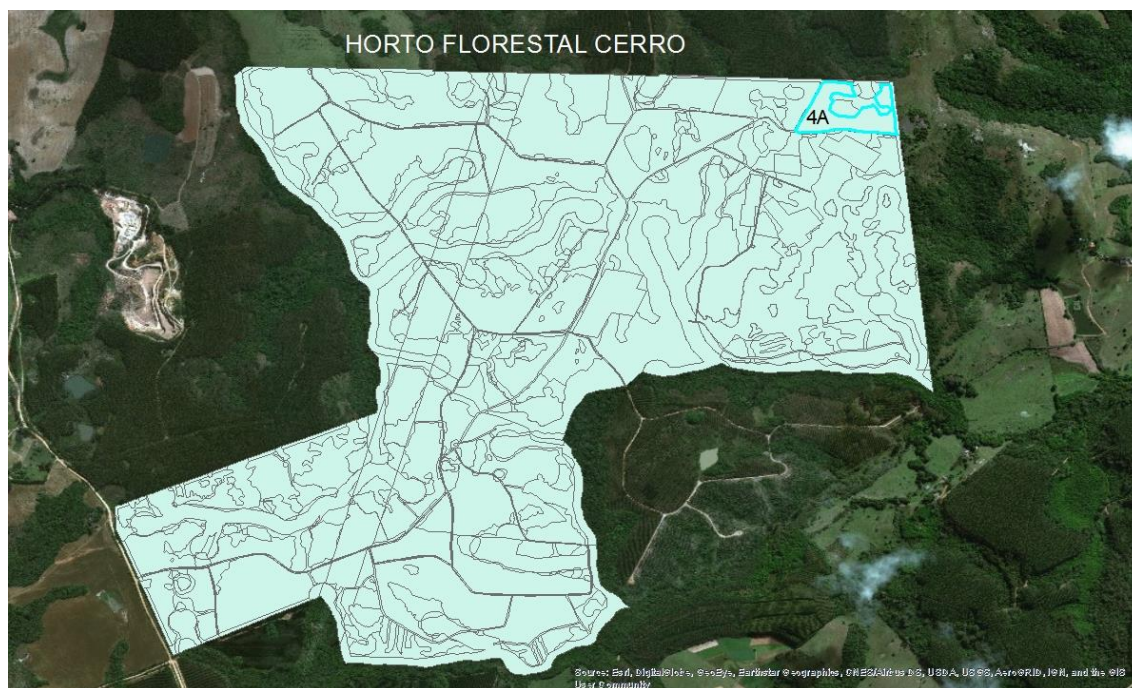 HORTO FLORESTAL CERRO
4A
Source: Esri, DigitalGlobe, GeoEye, Earthstar Geographics, CNES/Airbus DS, USDA, USGS, AeroGRID, IGN, and the GIS
User Community